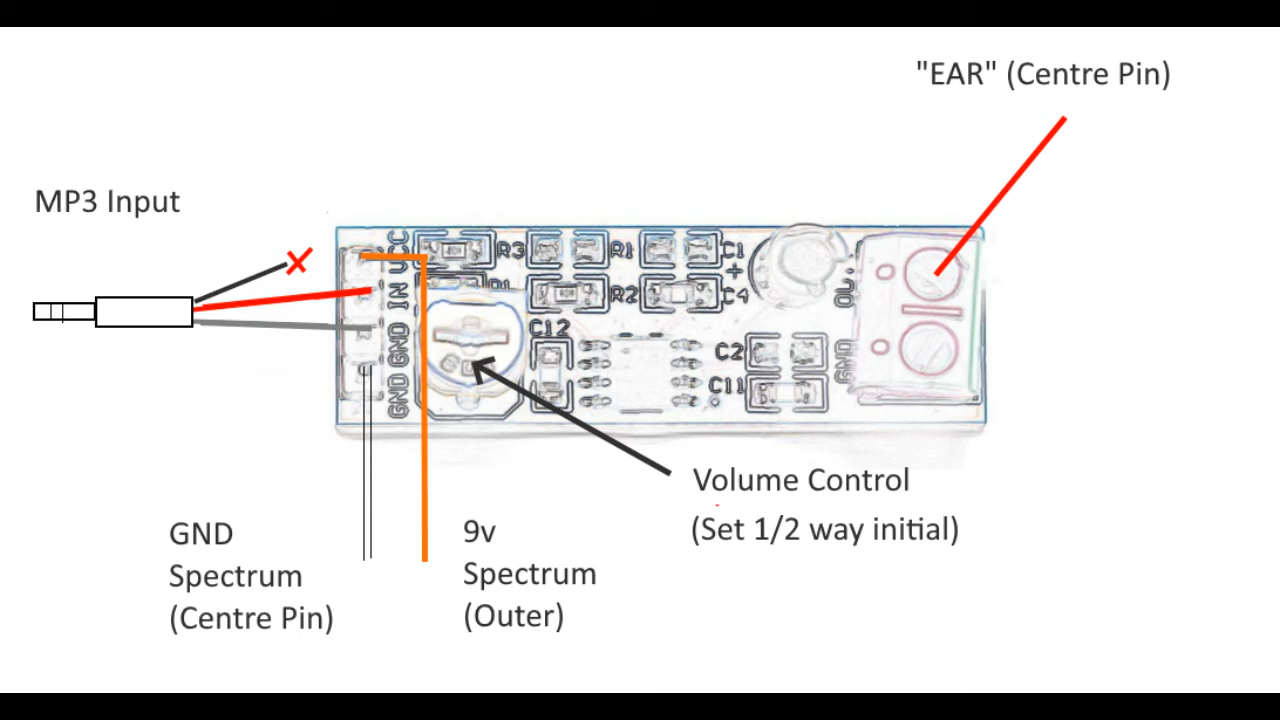 "EAR" (Centre Pin)
MP3 Input
VCC
IN
GND
GND
R3
R1
C1
+
R2
C4
C12
C2
C11
GND
Volume Control
(Set 1/2 way initial)
GND
Spectrum
(Centre Pin)
9v
Spectrum
(Outer)